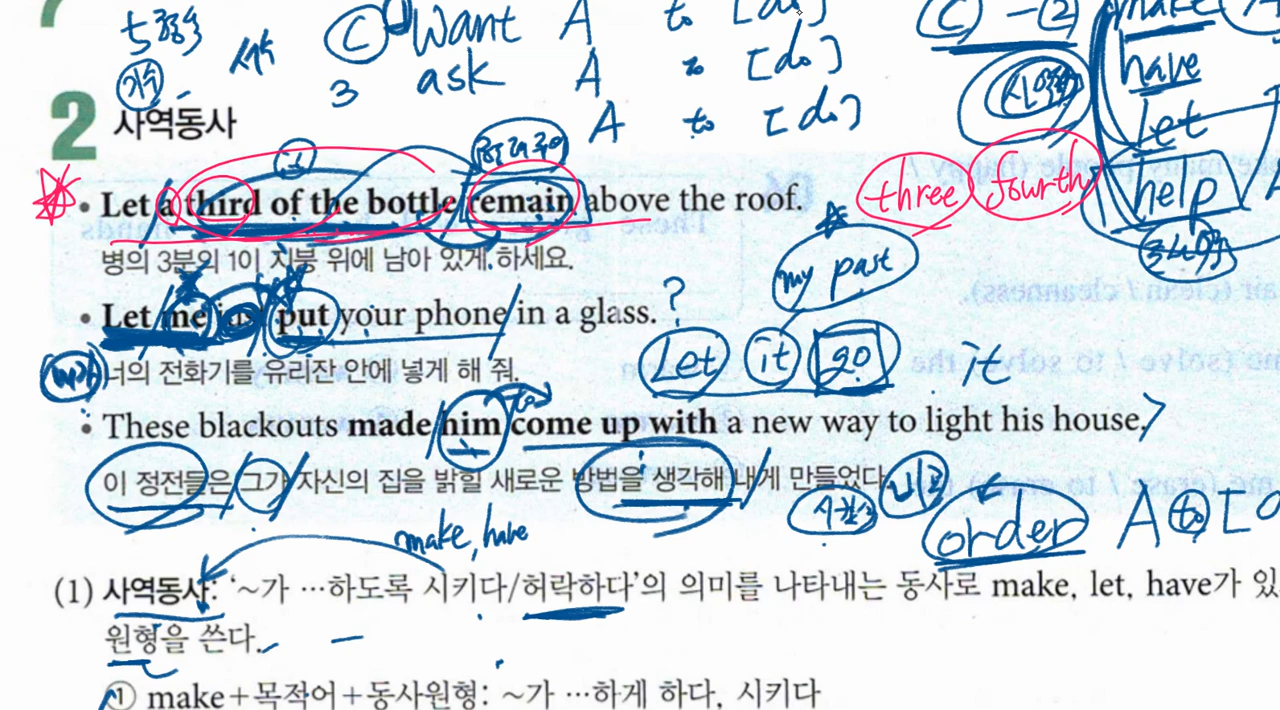 5형식
C want A to [do]
3 ask A to [do]
A to [do]
C - ②
make
have
let
help
2 사역동사
사역
• Let a third of the bottle remain above the roof.
three fourth
병의 3분의 1이 지붕 위에 남아 있게 하세요.
my past
• Let me put your phone in a glass.
?
Let it go it
너의 전화기를 유리잔 안에 넣게 해 줘.
to
• These blackouts made him come up with a new way to light his house.
이 정전들은 그가 자신의 집을 밝힐 새로운 방법을 생각해 내게 만들었다.
order A to
make, have
(1) 사역동사: ‘~가 …하도록 시키다/허락하다’의 의미를 나타내는 동사로 make, let, have가 있
원형을 쓴다.
① make+목적어+동사원형: ~가 …하게 하다, 시키다